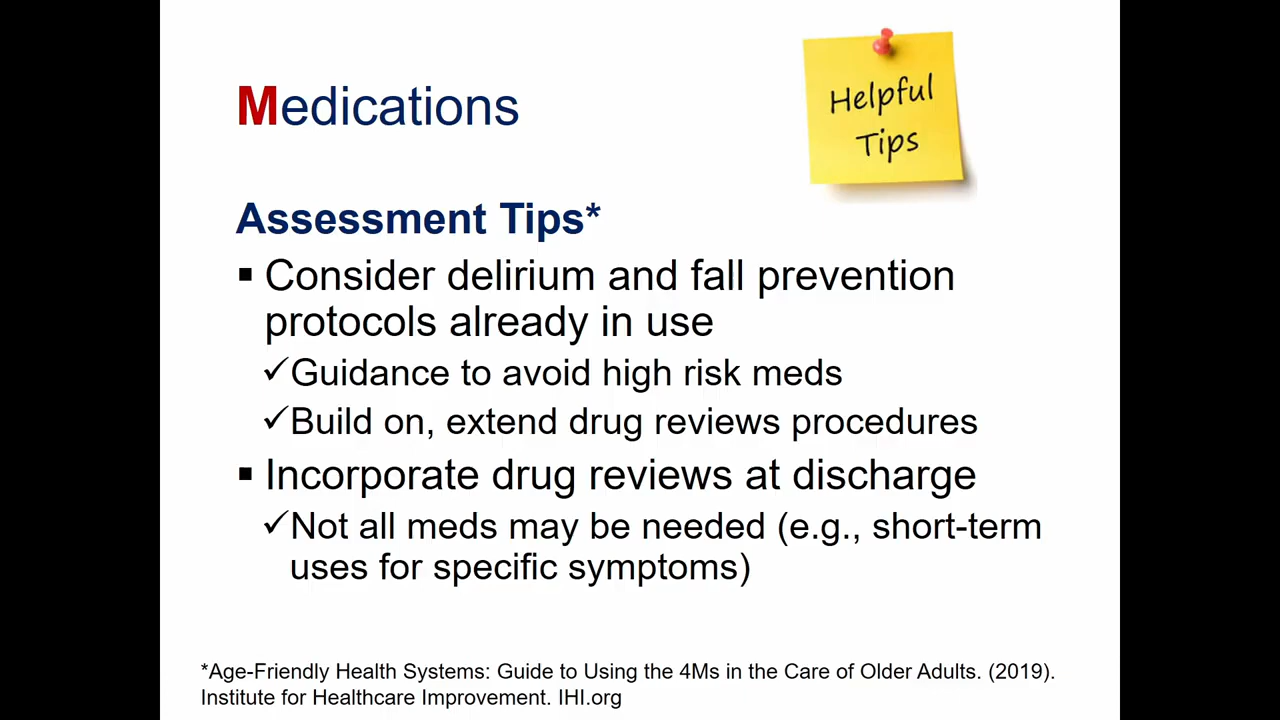 Helpful
Tips
Medications
Assessment Tips*
▪ Consider delirium and fall prevention
protocols already in use
✓Guidance to avoid high risk meds
✓Build on, extend drug reviews procedures
▪ Incorporate drug reviews at discharge
✓Not all meds may be needed (e.g., short-term
uses for specific symptoms)
*Age-Friendly Health Systems: Guide to Using the 4Ms in the Care of Older Adults. (2019).
Institute for Healthcare Improvement. IHI.org